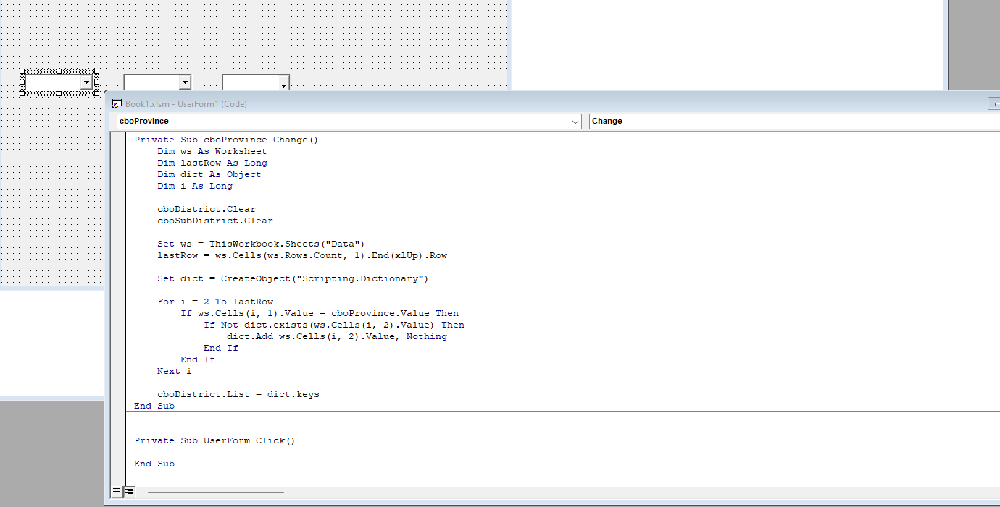 Book1.xlsm - UserForm1 (Code)
cboProvince Change
Private Sub cboProvince_Change()
    Dim ws As Worksheet
    Dim lastRow As Long
    Dim dict As Object
    Dim i As Long

    cboDistrict.Clear
    cboSubDistrict.Clear

    Set ws = ThisWorkbook.Sheets("Data")
    lastRow = ws.Cells(ws.Rows.Count, 1).End(xlUp).Row

    Set dict = CreateObject("Scripting.Dictionary")

    For i = 2 To lastRow
        If ws.Cells(i, 1).Value = cboProvince.Value Then
            If Not dict.exists(ws.Cells(i, 2).Value) Then
                dict.Add ws.Cells(i, 2).Value, Nothing
            End If
        End If
    Next i

    cboDistrict.List = dict.keys
End Sub

Private Sub UserForm_Click()

End Sub